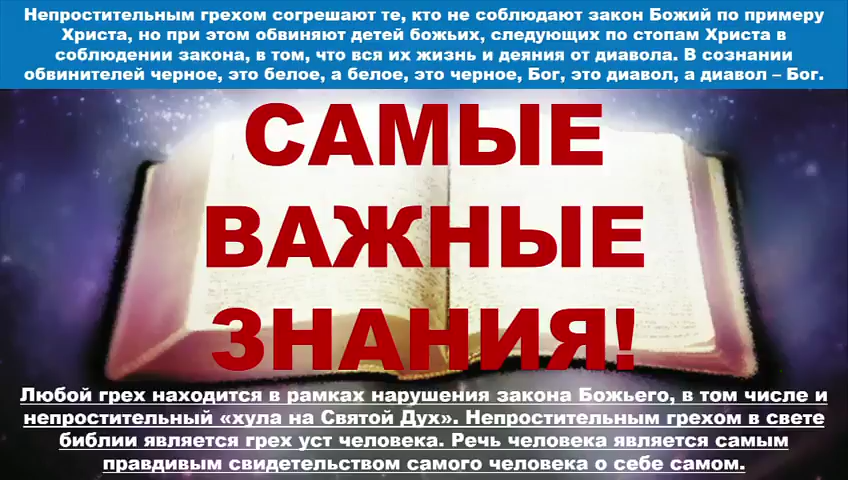 Непростительным грехом согрешают те, кто не соблюдают закон Божий по примеру
Христа, но при этом обвиняют детей божьих, следующих по стопам Христа в
соблюдении закона, в том, что вся их жизнь и деяния от диавола. В сознании
обвинителей черное, это белое, а белое, это черное, Бог, это диавол, а диавол – Бог.
САМЫЕ
ВАЖНЫЕ
ЗНАНИЯ!
Любой грех находится в рамках нарушения закона Божьего, в том числе и
непростительный «хула на Святой Дух». Непростительным грехом в свете
библии является грех уст человека. Речь человека является самым
правдивым свидетельством самого человека о себе самом.